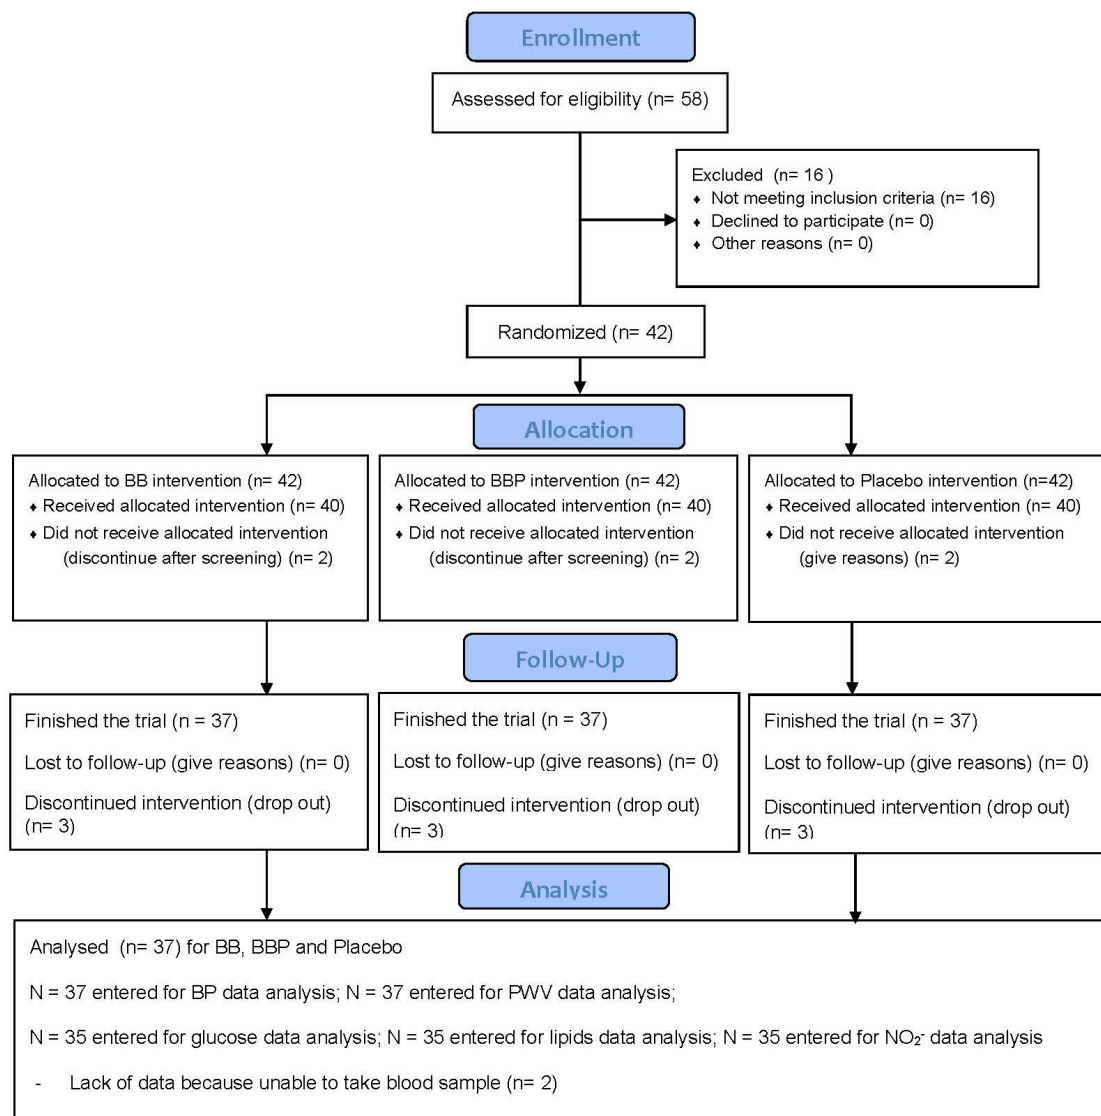 Enrollment
Assessed for eligibility (n= 58)
Excluded (n= 16 )
♦ Not meeting inclusion criteria (n= 16)
♦ Declined to participate (n= 0)
♦ Other reasons (n= 0)
Randomized (n= 42)
Allocation
Allocated to BB intervention (n= 42)
♦ Received allocated intervention (n= 40)
♦ Did not receive allocated intervention
(discontinue after screening) (n= 2)
Allocated to BBP intervention (n= 42)
♦ Received allocated intervention (n= 40)
♦ Did not receive allocated intervention
(discontinue after screening) (n= 2)
Allocated to Placebo intervention (n=42)
♦ Received allocated intervention (n= 40)
♦ Did not receive allocated intervention
(give reasons) (n= 2)
Follow-Up
Finished the trial (n = 37)
Lost to follow-up (give reasons) (n= 0)
Discontinued intervention (drop out)
(n= 3)
Finished the trial (n = 37)
Lost to follow-up (give reasons) (n= 0)
Discontinued intervention (drop out)
(n= 3)
Finished the trial (n = 37)
Lost to follow-up (give reasons) (n= 0)
Discontinued intervention (drop out)
(n= 3)
Analysis
Analysed (n= 37) for BB, BBP and Placebo
N = 37 entered for BP data analysis; N = 37 entered for PWV data analysis;
N = 35 entered for glucose data analysis; N = 35 entered for lipids data analysis; N = 35 entered for NO₂⁻ data analysis
- Lack of data because unable to take blood sample (n= 2)